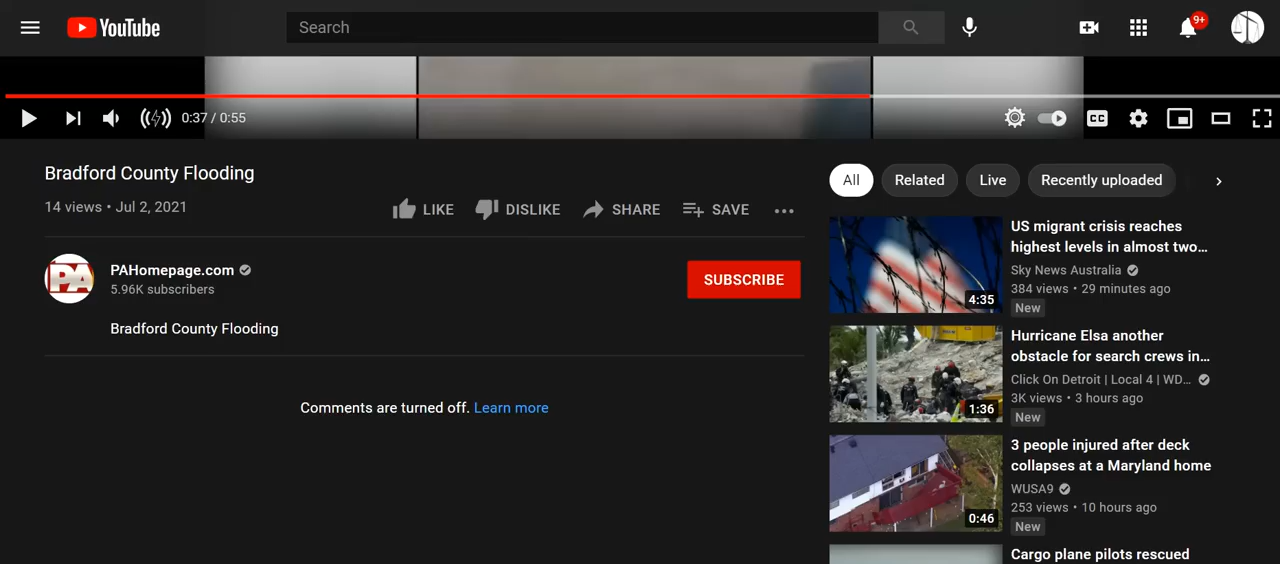 YouTube
Search
9+
0:37 / 0:55
CC
Bradford County Flooding
14 views • Jul 2, 2021
LIKE
DISLIKE
SHARE
SAVE
PA
PAHomepage.com
5.96K subscribers
SUBSCRIBE
Bradford County Flooding
Comments are turned off. Learn more
All
Related
Live
Recently uploaded
4:35
US migrant crisis reaches
highest levels in almost two...
Sky News Australia
384 views • 29 minutes ago
New
1:36
Hurricane Elsa another
obstacle for search crews in...
Click On Detroit | Local 4 | WD...
3K views • 3 hours ago
New
0:46
3 people injured after deck
collapses at a Maryland home
WUSA9
253 views • 10 hours ago
New
Cargo plane pilots rescued